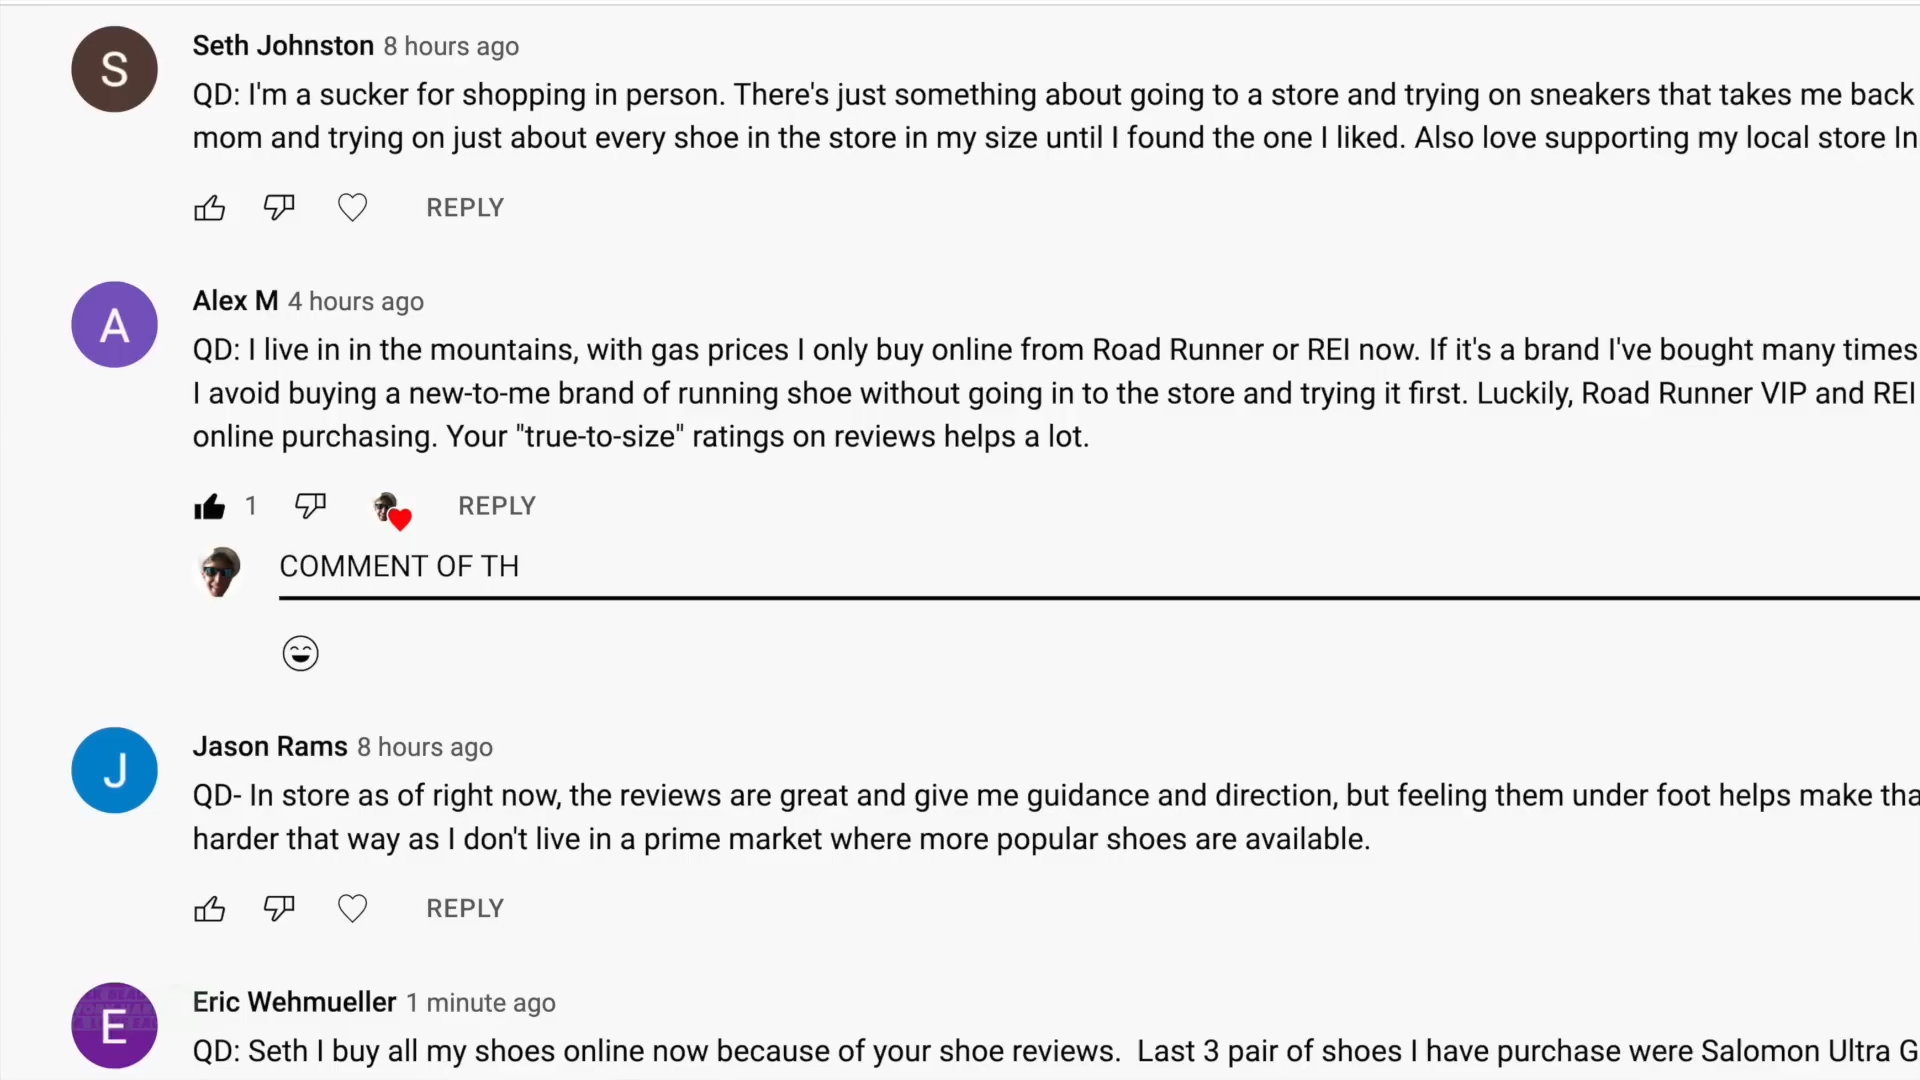 S
Seth Johnston 8 hours ago
QD: I'm a sucker for shopping in person. There's just something about going to a store and trying on sneakers that takes me back
mom and trying on just about every shoe in the store in my size until I found the one I liked. Also love supporting my local store In
REPLY
A
Alex M 4 hours ago
QD: I live in in the mountains, with gas prices I only buy online from Road Runner or REI now. If it's a brand I've bought many times
I avoid buying a new-to-me brand of running shoe without going in to the store and trying it first. Luckily, Road Runner VIP and REI
online purchasing. Your "true-to-size" ratings on reviews helps a lot.
1 REPLY
COMMENT OF TH
J
Jason Rams 8 hours ago
QD- In store as of right now, the reviews are great and give me guidance and direction, but feeling them under foot helps make tha
harder that way as I don't live in a prime market where more popular shoes are available.
REPLY
E
Eric Wehmueller 1 minute ago
QD: Seth I buy all my shoes online now because of your shoe reviews. Last 3 pair of shoes I have purchase were Salomon Ultra G